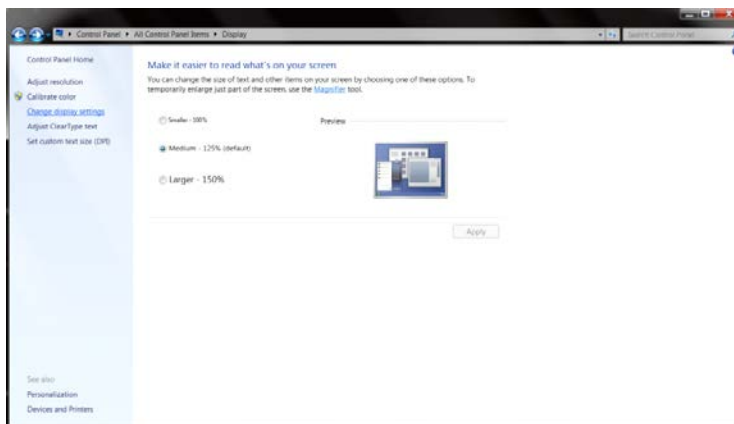 Control Panel ▸ All Control Panel Items ▸ Display
Search Control Panel
Control Panel Home
Adjust resolution
Calibrate color
Change display settings
Adjust ClearType text
Set custom text size (DPI)
Make it easier to read what's on your screen
You can change the size of text and other items on your screen by choosing one of these options. To
temporarily enlarge just part of the screen, use the Magnifier tool.
Smaller - 100%
Preview
Medium - 125% (default)
Larger - 150%
Apply
See also
Personalization
Devices and Printers